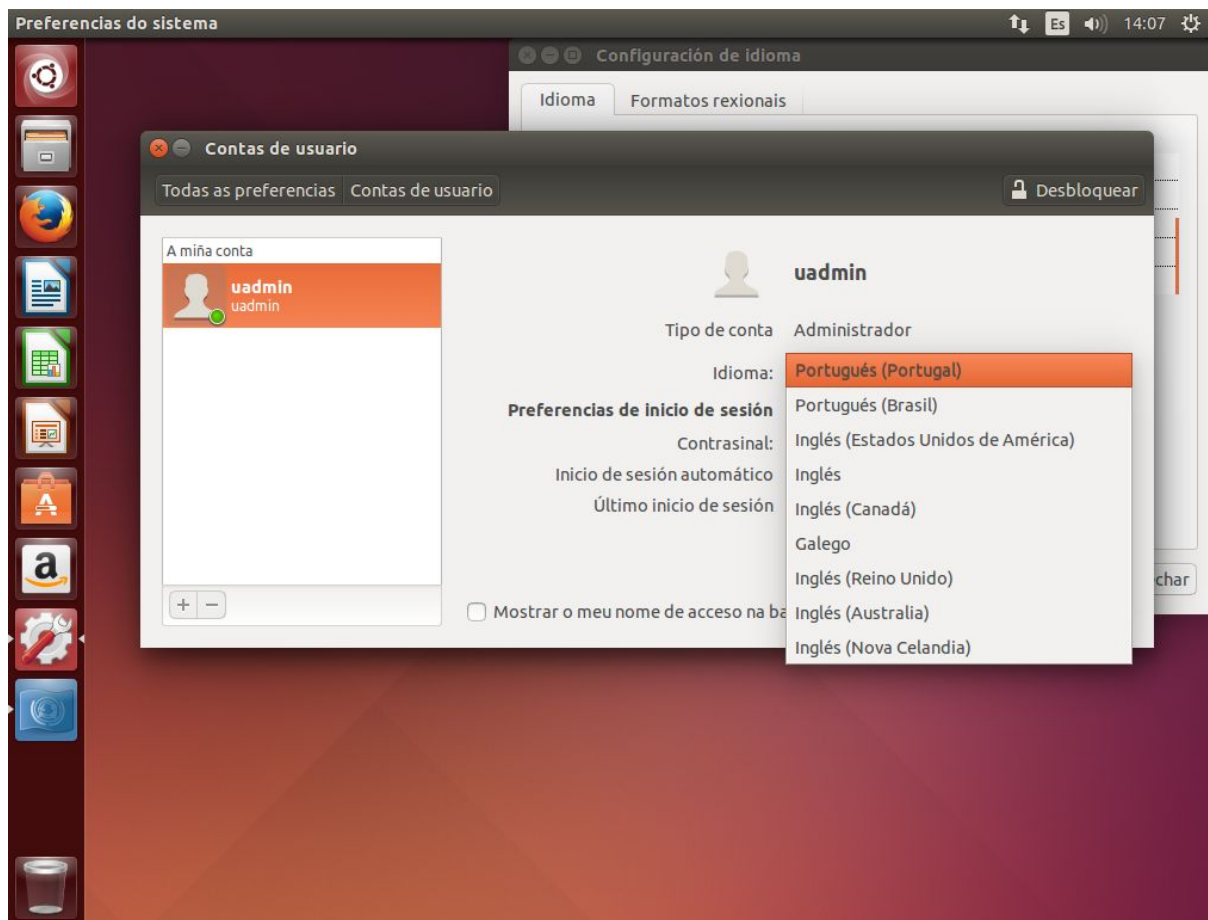 Preferencias do sistema
Es
14:07
Configuración de idioma
Idioma
Formatos rexionais
Contas de usuario
Todas as preferencias
Contas de usuario
Desbloquear
A miña conta
uadmin
uadmin
uadmin
Tipo de conta Administrador
Idioma:
Preferencias de inicio de sesión
Contrasinal:
Inicio de sesión automático
Último inicio de sesión
Mostrar o meu nome de acceso na
Portugués (Portugal)
Portugués (Brasil)
Inglés (Estados Unidos de América)
Inglés
Inglés (Canadá)
Galego
Inglés (Reino Unido)
Inglés (Australia)
Inglés (Nova Celandia)
A
a